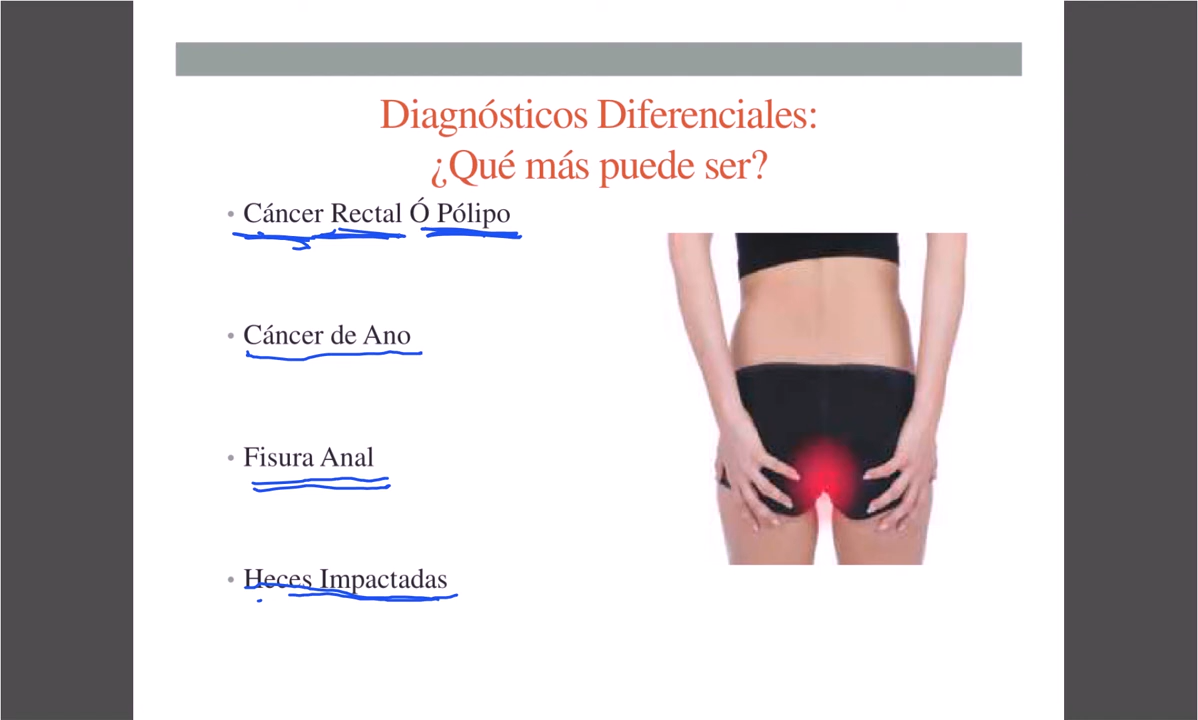 Diagnósticos Diferenciales:
¿Qué más puede ser?
• Cáncer Rectal Ó Pólipo
• Cáncer de Ano
• Fisura Anal
• Heces Impactadas